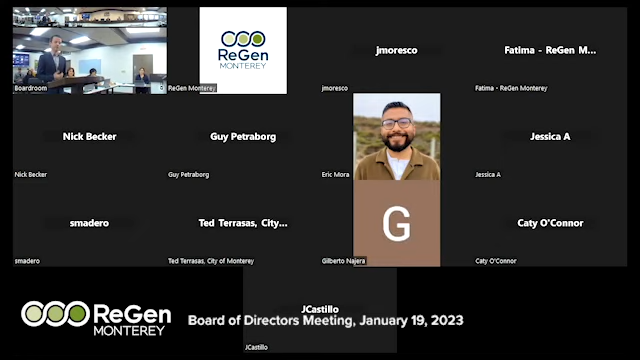 ReGen
MONTEREY
jmoresco
Fatima - ReGen M...
Boardroom
ReGen Monterey
jmoresco
Fatima - ReGen Monterey
Nick Becker
Guy Petraborg
Jessica A
Nick Becker
Guy Petraborg
Eric Mora
Jessica A
smadero
Ted Terrasas, City...
G
Caty O'Connor
smadero
Ted Terrasas, City of Monterey
Gilberto Najera
Caty O'Connor
JCastillo
ReGen
MONTEREY
Board of Directors Meeting, January 19, 2023
JCastillo